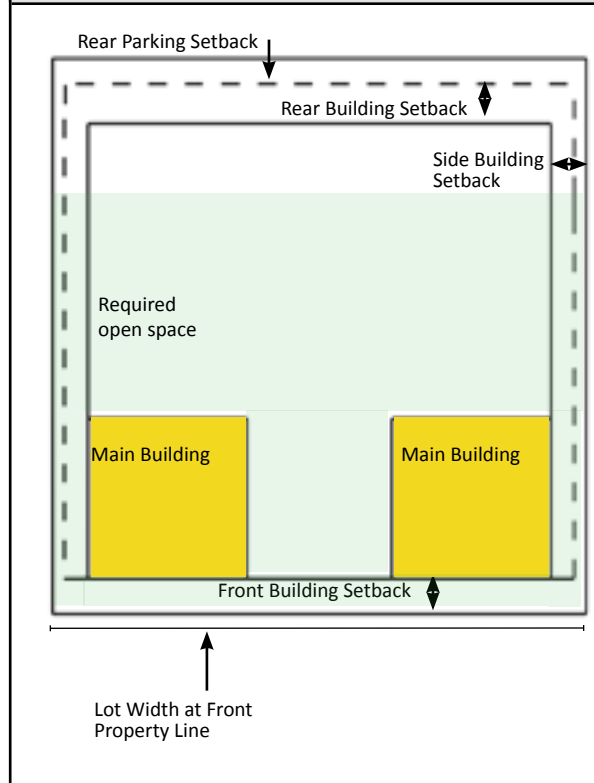 Rear Parking Setback
Rear Building Setback
Side Building
Setback
Required
open space
Main Building
Main Building
Front Building Setback
Lot Width at Front
Property Line